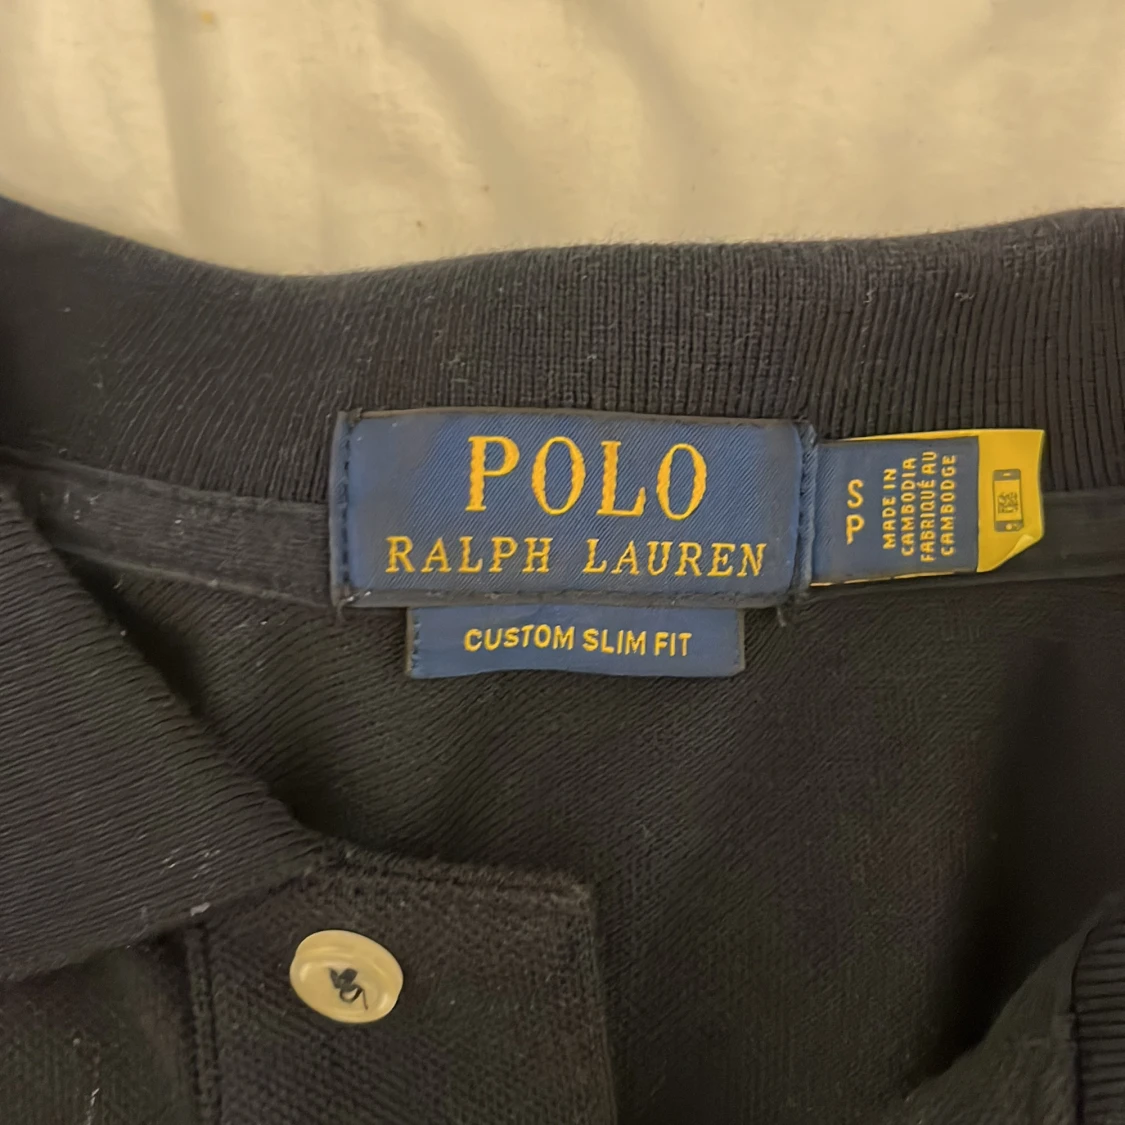 POLO
RALPH LAUREN
CUSTOM SLIM FIT
S
P
MADE IN
CAMBODIA
FABRIQUÉ AU
CAMBODGE